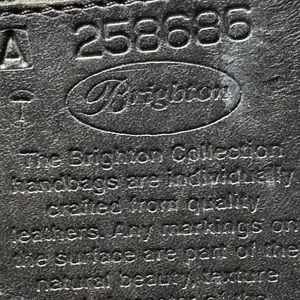 A 258686
Brighton
The Brighton Collection
handbags are individually
crafted from quality
leathers. Any markings on
the surface are part of the
natural beauty, texture